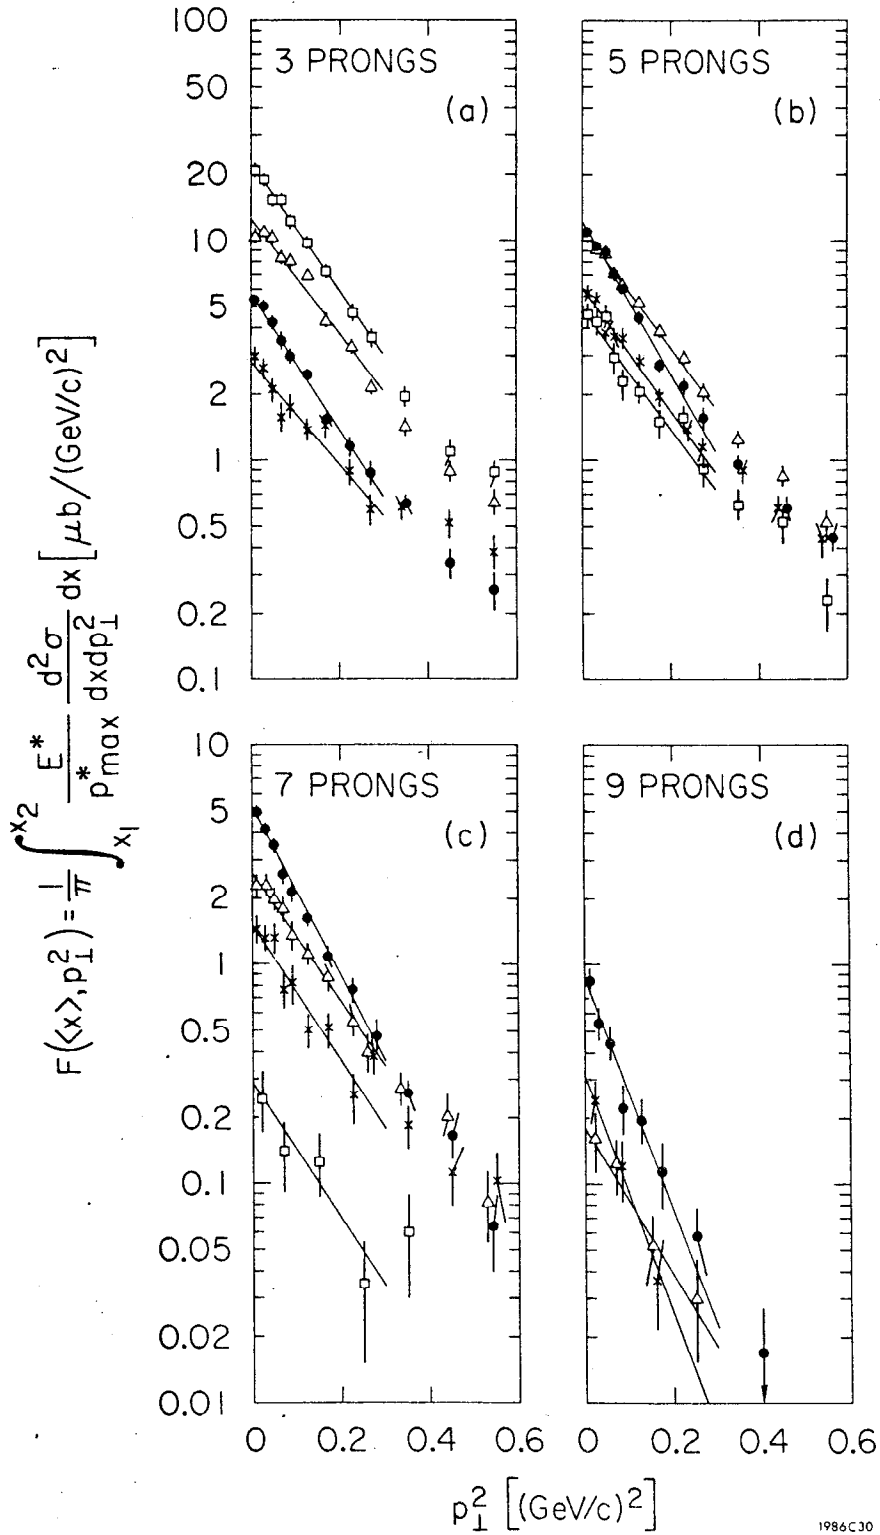 F(<x>, p⊥²) = 1/π ∫x₁x₂ E*/p*max d²σ/dxdp⊥² dx [μb/(GeV/c)²]
100
50
20
10
5
2
1
0.5
0.2
0.1
3 PRONGS
(a)
5 PRONGS
(b)
10
5
2
1
0.5
0.2
0.1
0.05
0.02
0.01
7 PRONGS
(c)
9 PRONGS
(d)
0 0.2 0.4 0.6 0 0.2 0.4 0.6
p⊥² [(GeV/c)²]
1986C30